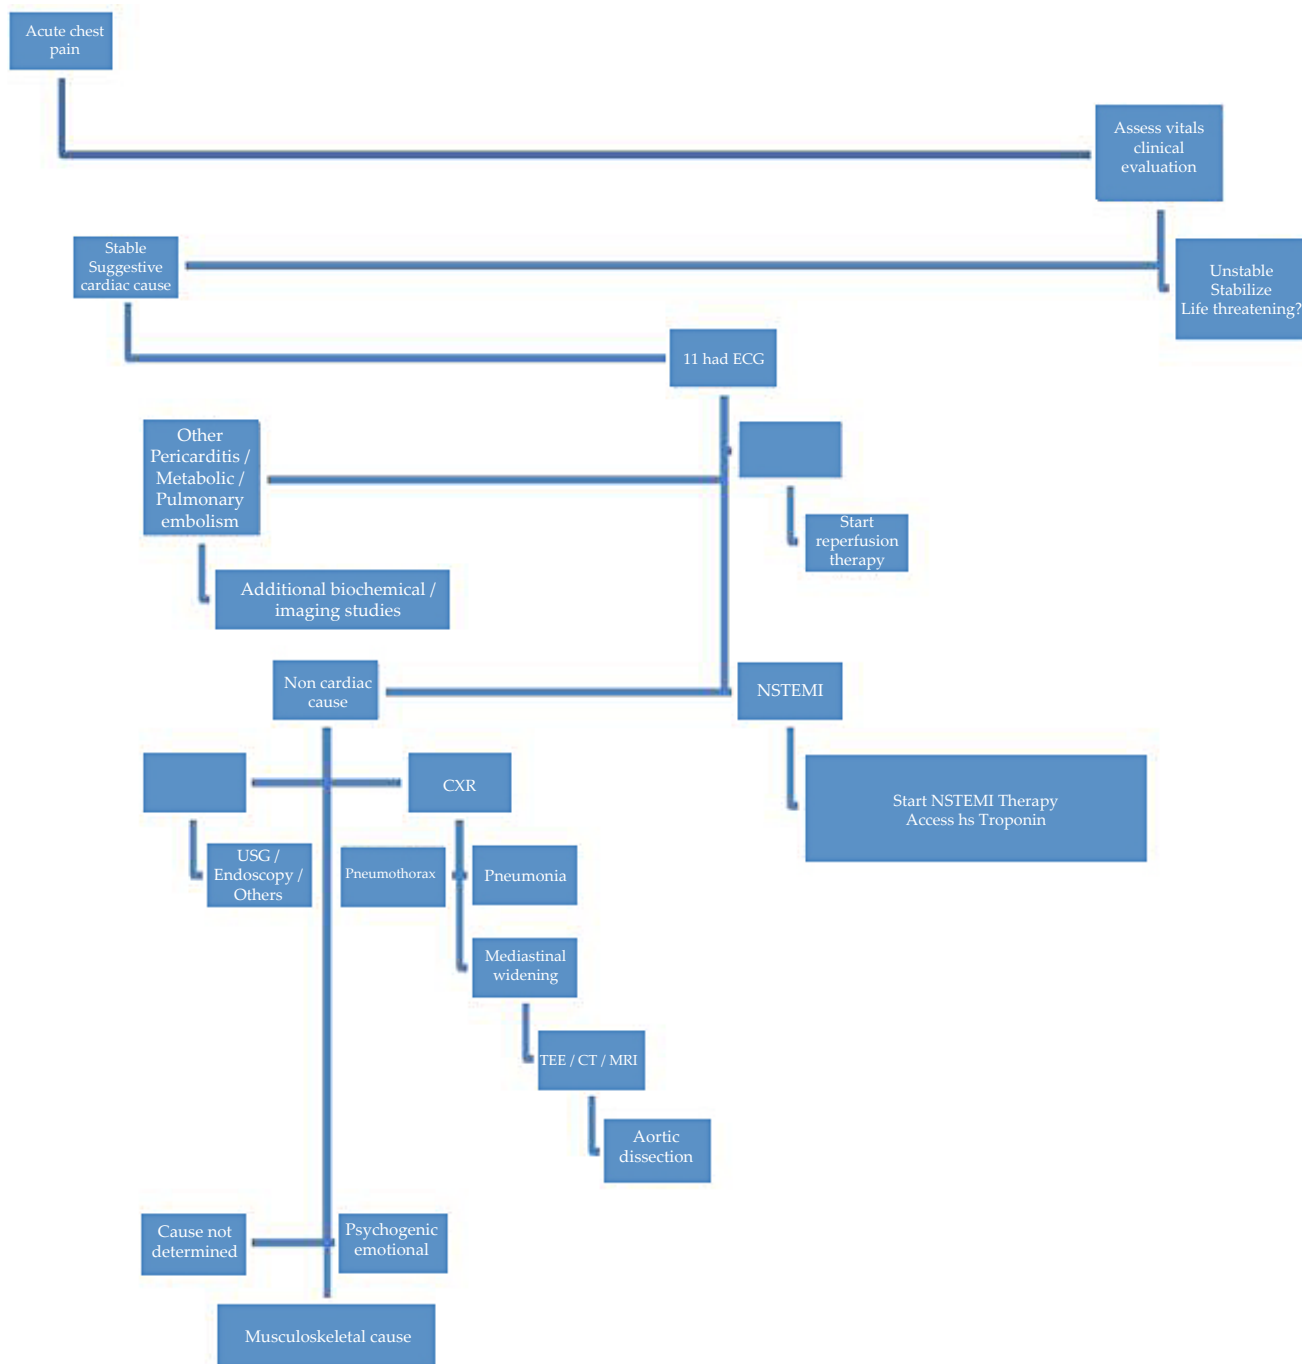 Acute chest
pain
Assess vitals
clinical
evaluation
Stable
Suggestive
cardiac cause
Unstable
Stabilize
Life threatening?
11 had ECG
Other
Pericarditis /
Metabolic /
Pulmonary
embolism
Start
reperfusion
therapy
Additional biochemical /
imaging studies
Non cardiac
cause
NSTEMI
CXR
Start NSTEMI Therapy
Access hs Troponin
USG /
Endoscopy /
Others
Pneumothorax
Pneumonia
Mediastinal
widening
TEE / CT / MRI
Aortic
dissection
Cause not
determined
Psychogenic
emotional
Musculoskeletal cause